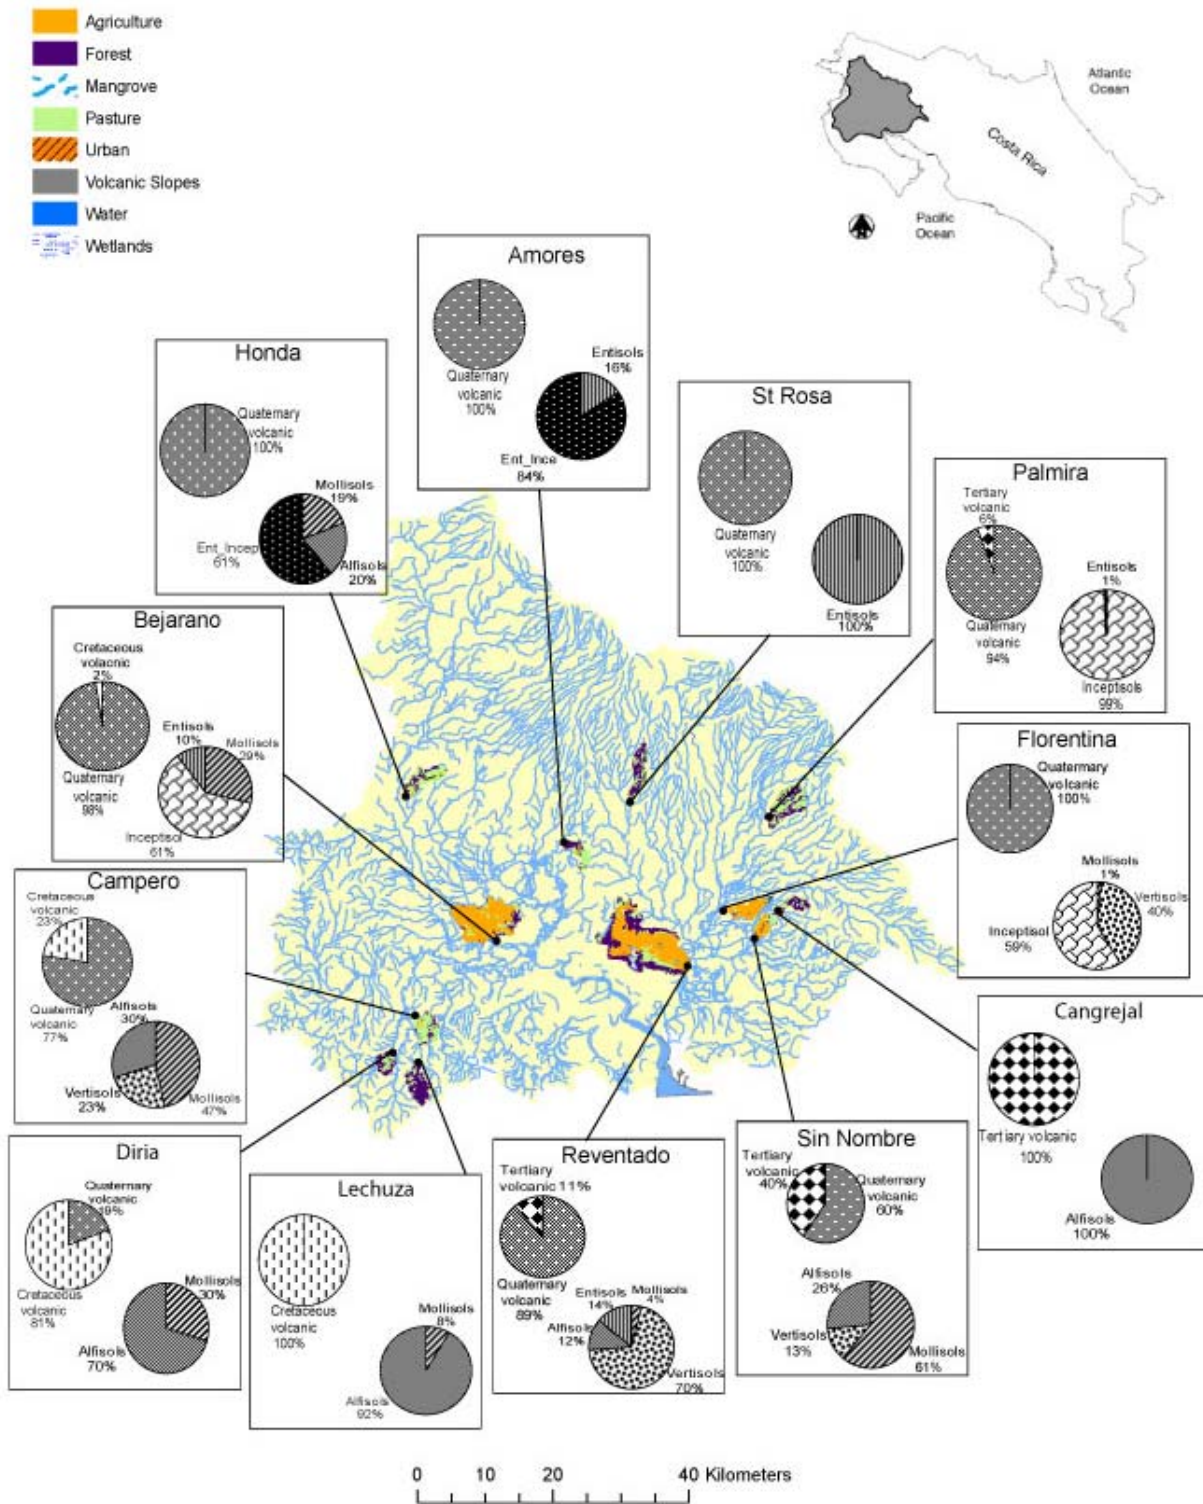 Agriculture
Forest
Mangrove
Pasture
Urban
Volcanic Slopes
Water
Wetlands
Atlantic
Ocean
Costa Rica
Pacific
Ocean
Amores
Quaternary
volcanic
100%
Entisols
16%
Ent_Ince
84%
Honda
Quaternary
volcanic
100%
Mollisols
19%
Ent_Incep
61%
Alfisols
20%
St Rosa
Quaternary
volcanic
100%
Entisols
100%
Palmira
Tertiary
volcanic
6%
Quaternary
volcanic
94%
Entisols
1%
Inceptisols
99%
Bejarano
Cretaceous
volaonic
2%
Quaternary
volcanic
98%
Entisols
10%
Mollisols
29%
Inceptisol
61%
Florentina
Quaternary
volcanic
100%
Mollisols
1%
Vertisols
40%
Inceptisol
59%
Campero
Cretaceous
volcanic
23%
Quaternary
volcanic
77%
Alfisols
30%
Vertisols
23%
Mollisols
47%
Cangrejal
Tertiary volcanic
100%
Alfisols
100%
Diria
Quaternary
volcanic
19%
Cretaceous
volcanic
81%
Mollisols
30%
Alfisols
70%
Lechuza
Cretaceous
volcanic
100%
Mollisols
8%
Alfisols
92%
Reventado
Tertiary
volcanic 11%
Quaternary
volcanic
89%
Entisols
14%
Mollisols
4%
Alfisols
12%
Vertisols
70%
Sin Nombre
Tertiary
volcanic
40%
Quaternary
volcanic
60%
Alfisols
26%
Vertisols
13%
Mollisols
61%
0 10 20 40 Kilometers